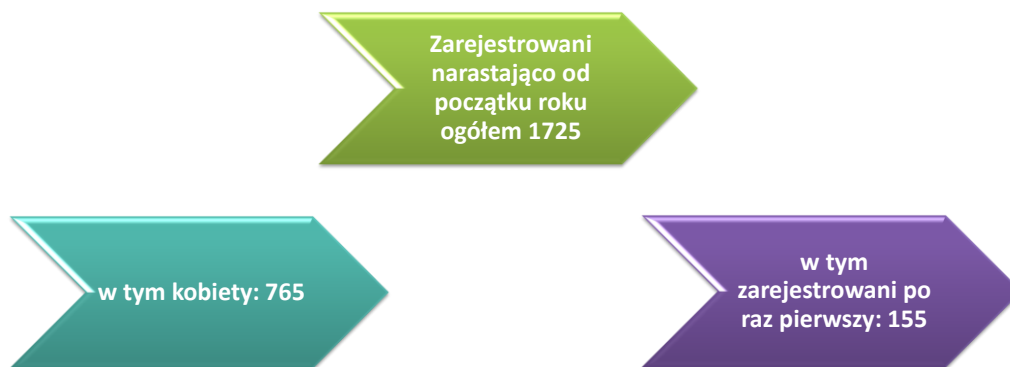 Zarejestrowani
narastająco od
początku roku
ogółem 1725
w tym kobiety: 765
w tym
zarejestrowani po
raz pierwszy: 155